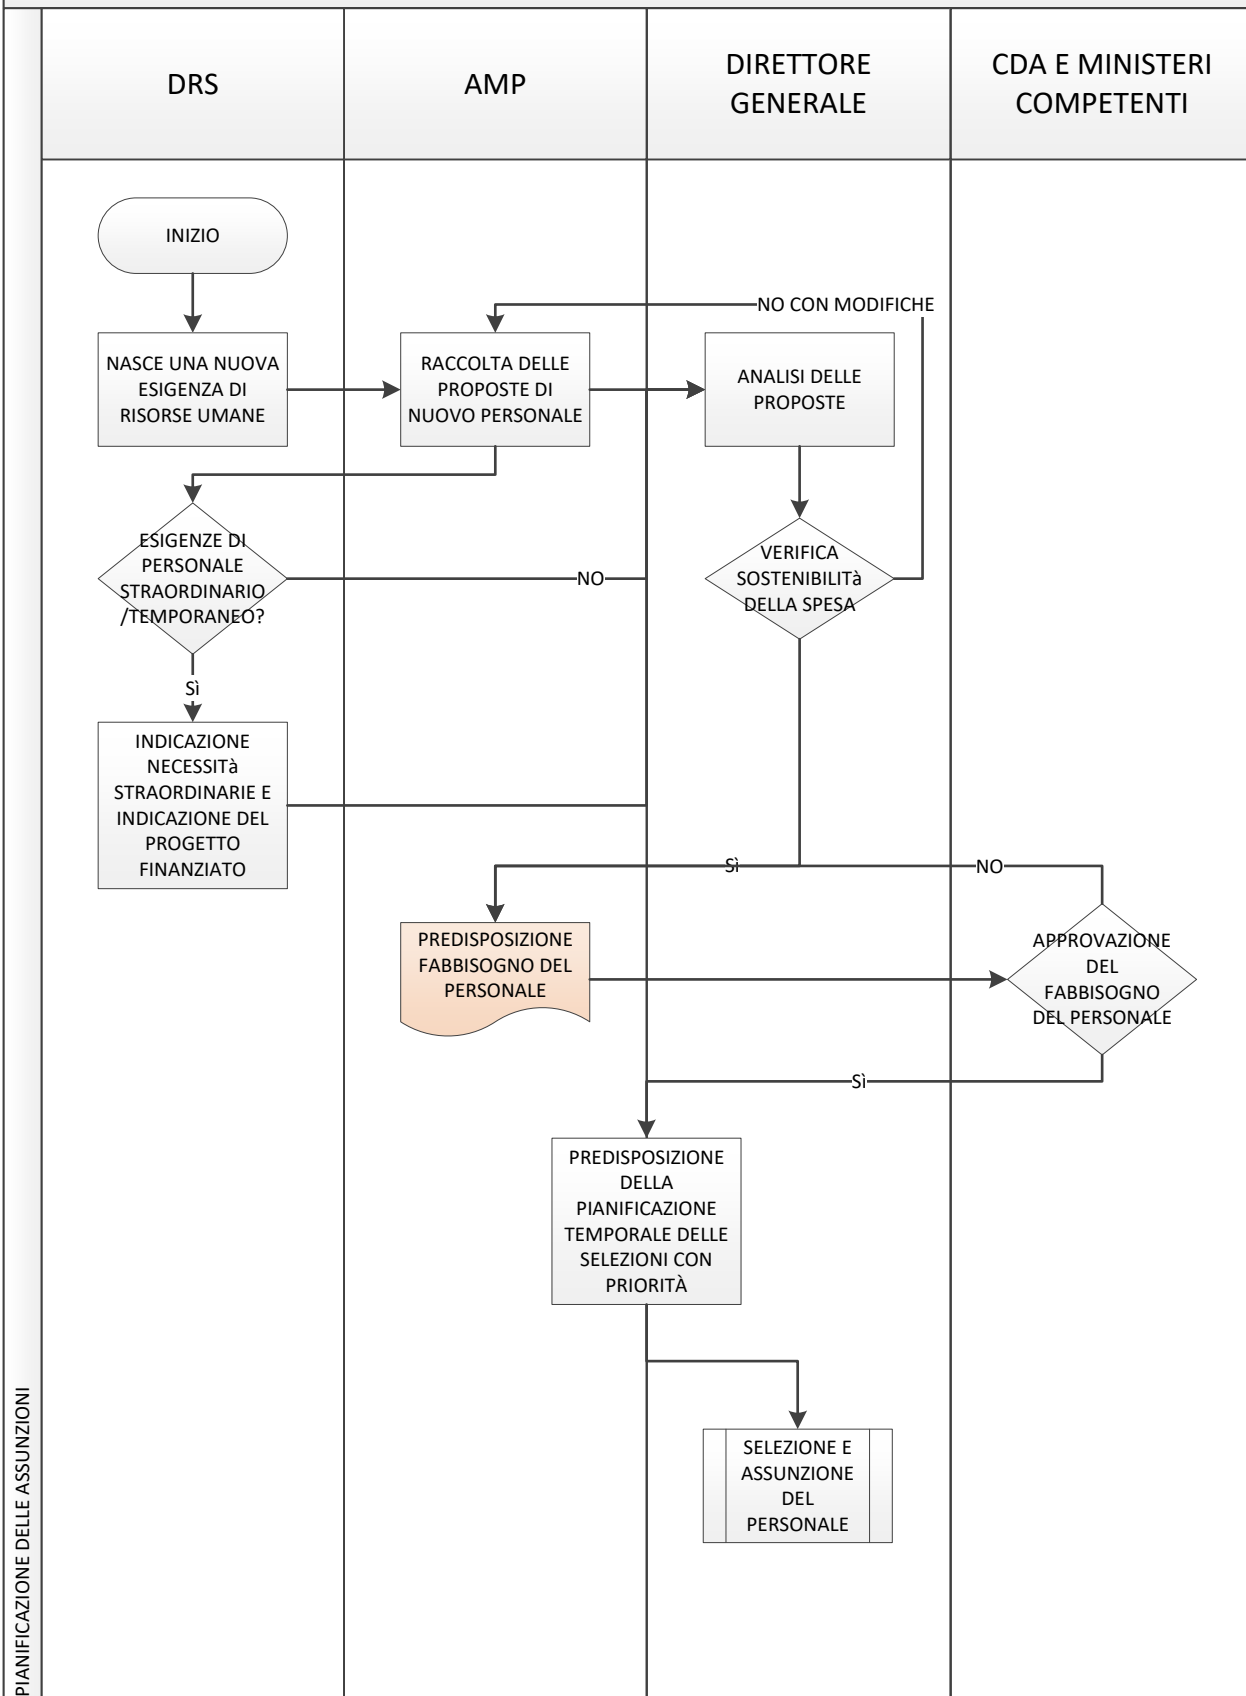 DRS
AMP
DIRETTORE
GENERALE
CDA E MINISTERI
COMPETENTI
INIZIO
NO CON MODIFICHE
NASCE UNA NUOVA
ESIGENZA DI
RISORSE UMANE
RACCOLTA DELLE
PROPOSTE DI
NUOVO PERSONALE
ANALISI DELLE
PROPOSTE
ESIGENZE DI
PERSONALE
STRAORDINARIO
/TEMPORANEO?
NO
VERIFICA
SOSTENIBILITà
DELLA SPESA
Sì
INDICAZIONE
NECESSITà
STRAORDINARIE E
INDICAZIONE DEL
PROGETTO
FINANZIATO
Sì
NO
PREDISPOSIZIONE
FABBISOGNO DEL
PERSONALE
APPROVAZIONE
DEL
FABBISOGNO
DEL PERSONALE
Sì
PREDISPOSIZIONE
DELLA
PIANIFICAZIONE
TEMPORALE DELLE
SELEZIONI CON
PRIORITÀ
SELEZIONE E
ASSUNZIONE
DEL
PERSONALE
PIANIFICAZIONE DELLE ASSUNZIONI